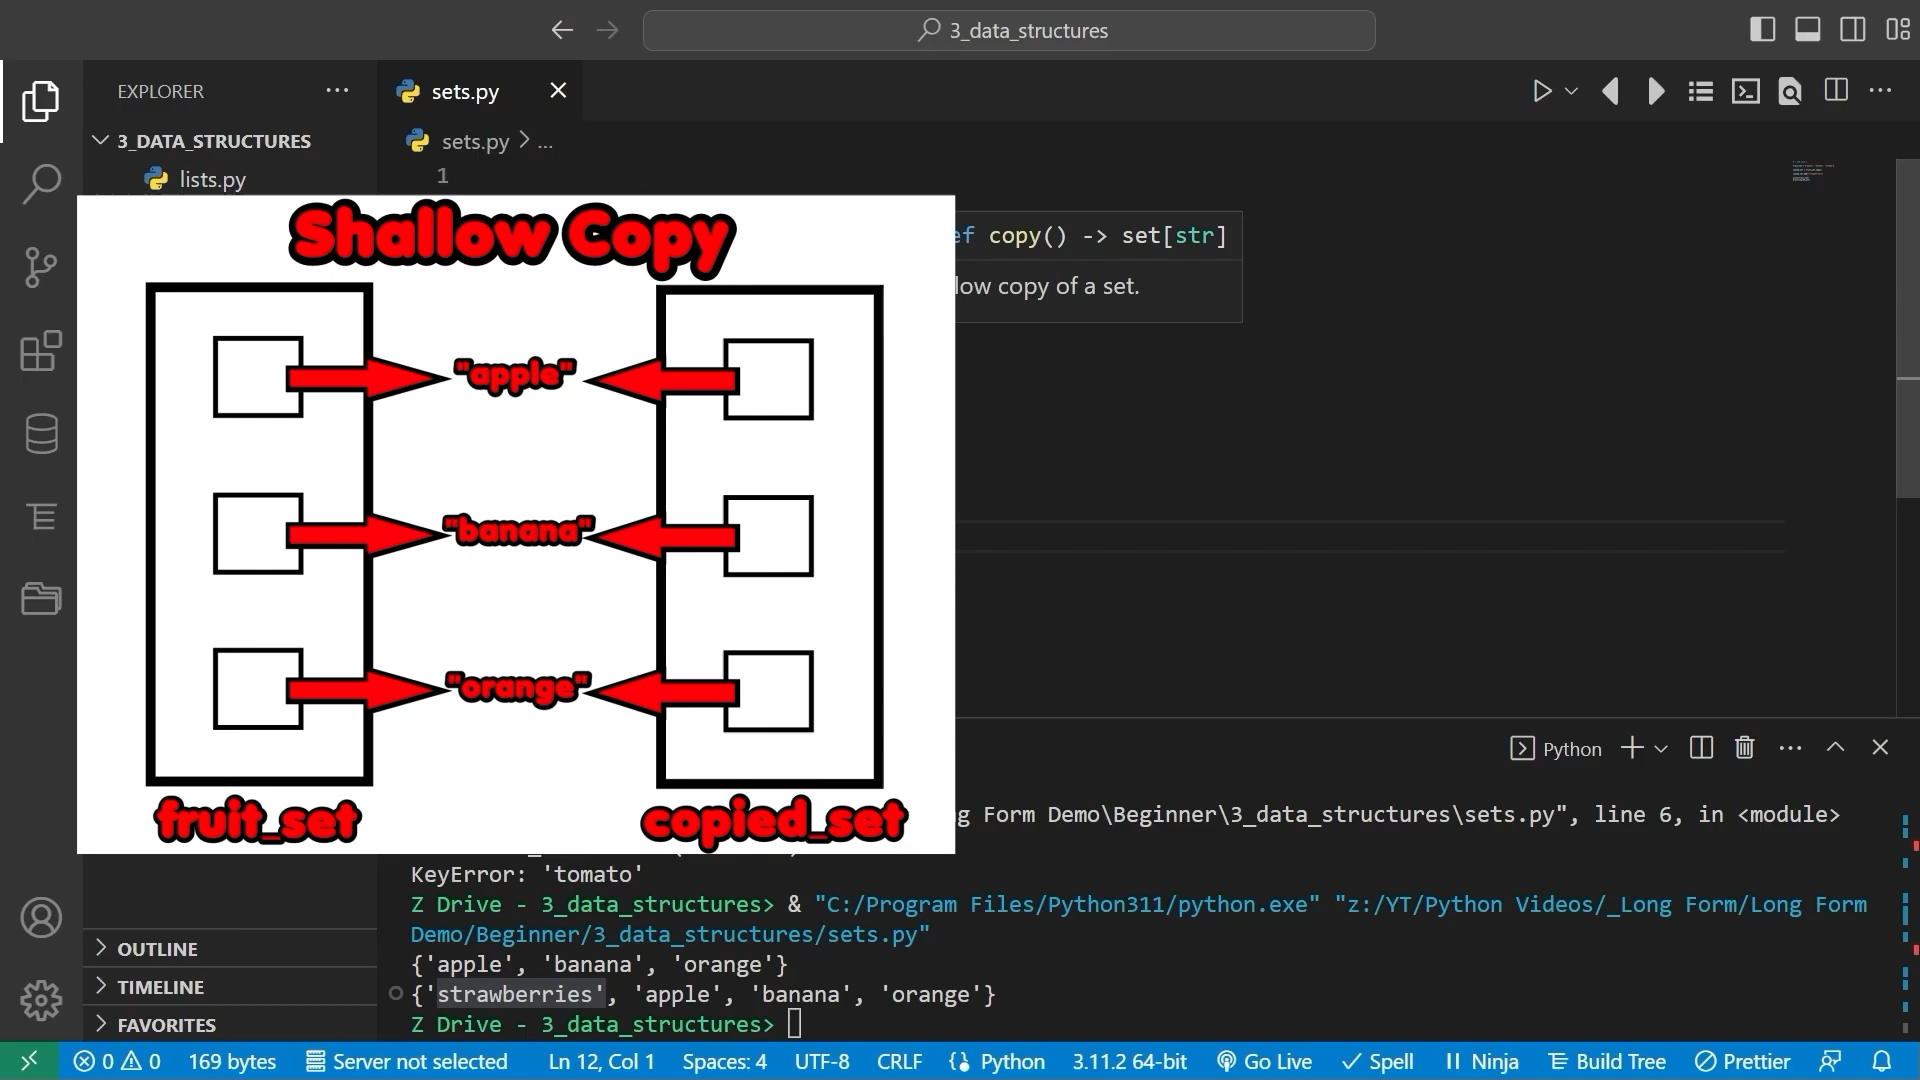 3_data_structures
EXPLORER
sets.py
3_DATA_STRUCTURES
sets.py > ...
lists.py
1
Shallow Copy
ef copy() -> set[str]
low copy of a set.
"apple"
"banana"
"orange"
fruit_set
copied_set
Python
g Form Demo\Beginner\3_data_structures\sets.py", line 6, in <module>
KeyError: 'tomato'
Z Drive - 3_data_structures> & "C:/Program Files/Python311/python.exe" "z:/YT/Python Videos/_Long Form/Long Form
Demo/Beginner/3_data_structures/sets.py"
{'apple', 'banana', 'orange'}
{'strawberries', 'apple', 'banana', 'orange'}
Z Drive - 3_data_structures>
OUTLINE
TIMELINE
FAVORITES
0 0 169 bytes Server not selected Ln 12, Col 1 Spaces: 4 UTF-8 CRLF Python 3.11.2 64-bit Go Live Spell Ninja Build Tree Prettier